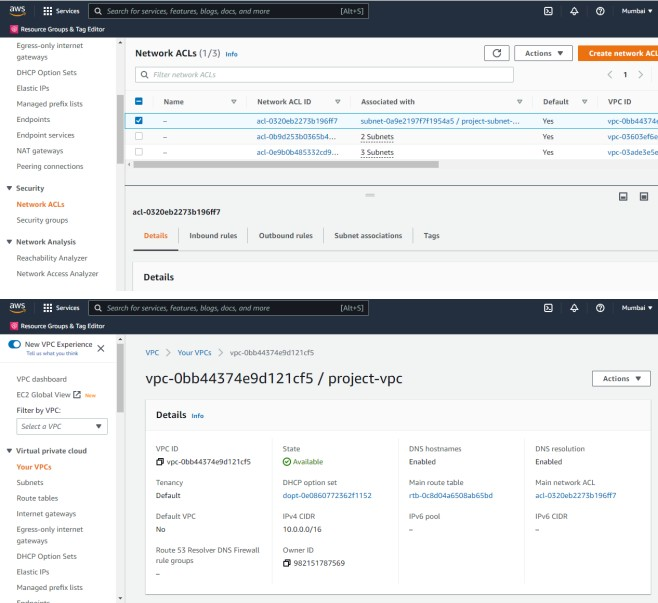 aws Services Search for services, features, blogs, docs, and more [Alt+S] Mumbai ▼
Resource Groups & Tag Editor
Egress-only internet
gateways
DHCP Option Sets
Elastic IPs
Managed prefix lists
Endpoints
Endpoint services
NAT gateways
Peering connections
Security
Network ACLs
Security groups
Network Analysis
Reachability Analyzer
Network Access Analyzer
Network ACLs (1/3) Info
Actions ▼ Create network ACL
Filter network ACLs
1
Name Network ACL ID Associated with Default VPC ID
– acl-0320eb2273b196ff7 subnet-0a9e2197f7f1954a5 / project-subnet-... Yes vpc-0bb44374e
– acl-0b9d253b0365b4... 2 Subnets Yes vpc-03603ef6e
– acl-0e9b0b485332cd9... 3 Subnets Yes vpc-03ade3e5e
acl-0320eb2273b196ff7
Details Inbound rules Outbound rules Subnet associations Tags
Details
aws Services Search for services, features, blogs, docs, and more [Alt+S] Mumbai ▼
Resource Groups & Tag Editor
New VPC Experience
Tell us what you think
VPC dashboard
EC2 Global View New
Filter by VPC:
Select a VPC
Virtual private cloud
Your VPCs
Subnets
Route tables
Internet gateways
Egress-only internet
gateways
DHCP Option Sets
Elastic IPs
Managed prefix lists
Endpoints
VPC > Your VPCs > vpc-0bb44374e9d121cf5
vpc-0bb44374e9d121cf5 / project-vpc
Actions ▼
Details Info
VPC ID
vpc-0bb44374e9d121cf5
State
Available
DNS hostnames
Enabled
DNS resolution
Enabled
Tenancy
Default
DHCP option set
dopt-0e0860772362f1152
Main route table
rtb-0c8d04a6508ab65bd
Main network ACL
acl-0320eb2273b196ff7
Default VPC
No
IPv4 CIDR
10.0.0.0/16
IPv6 pool
–
IPv6 CIDR
–
Route 53 Resolver DNS Firewall
rule groups
–
Owner ID
982151787569